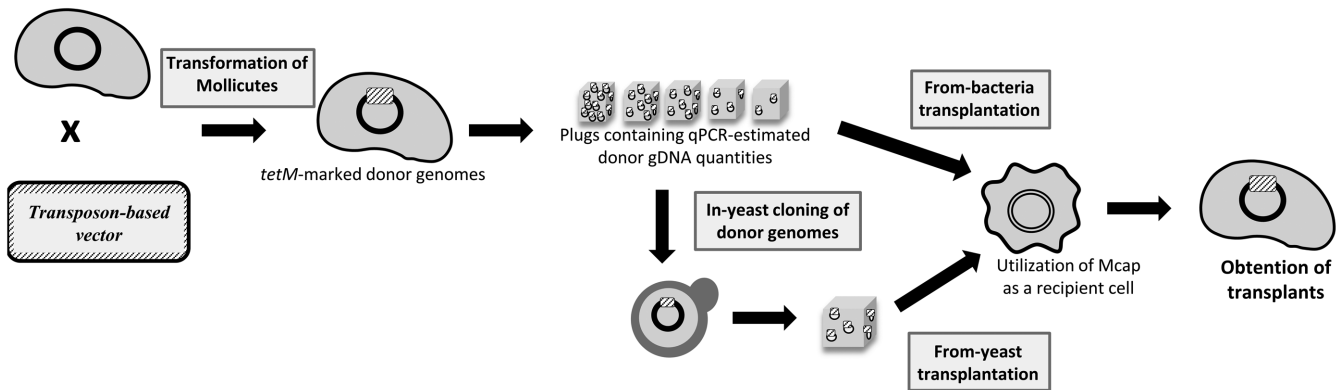 Transformation of
Mollicutes
X
Transposon-based
vector
tetM-marked donor genomes
Plugs containing qPCR-estimated
donor gDNA quantities
In-yeast cloning of
donor genomes
From-bacteria
transplantation
Utilization of Mcap
as a recipient cell
From-yeast
transplantation
Obtention of
transplants